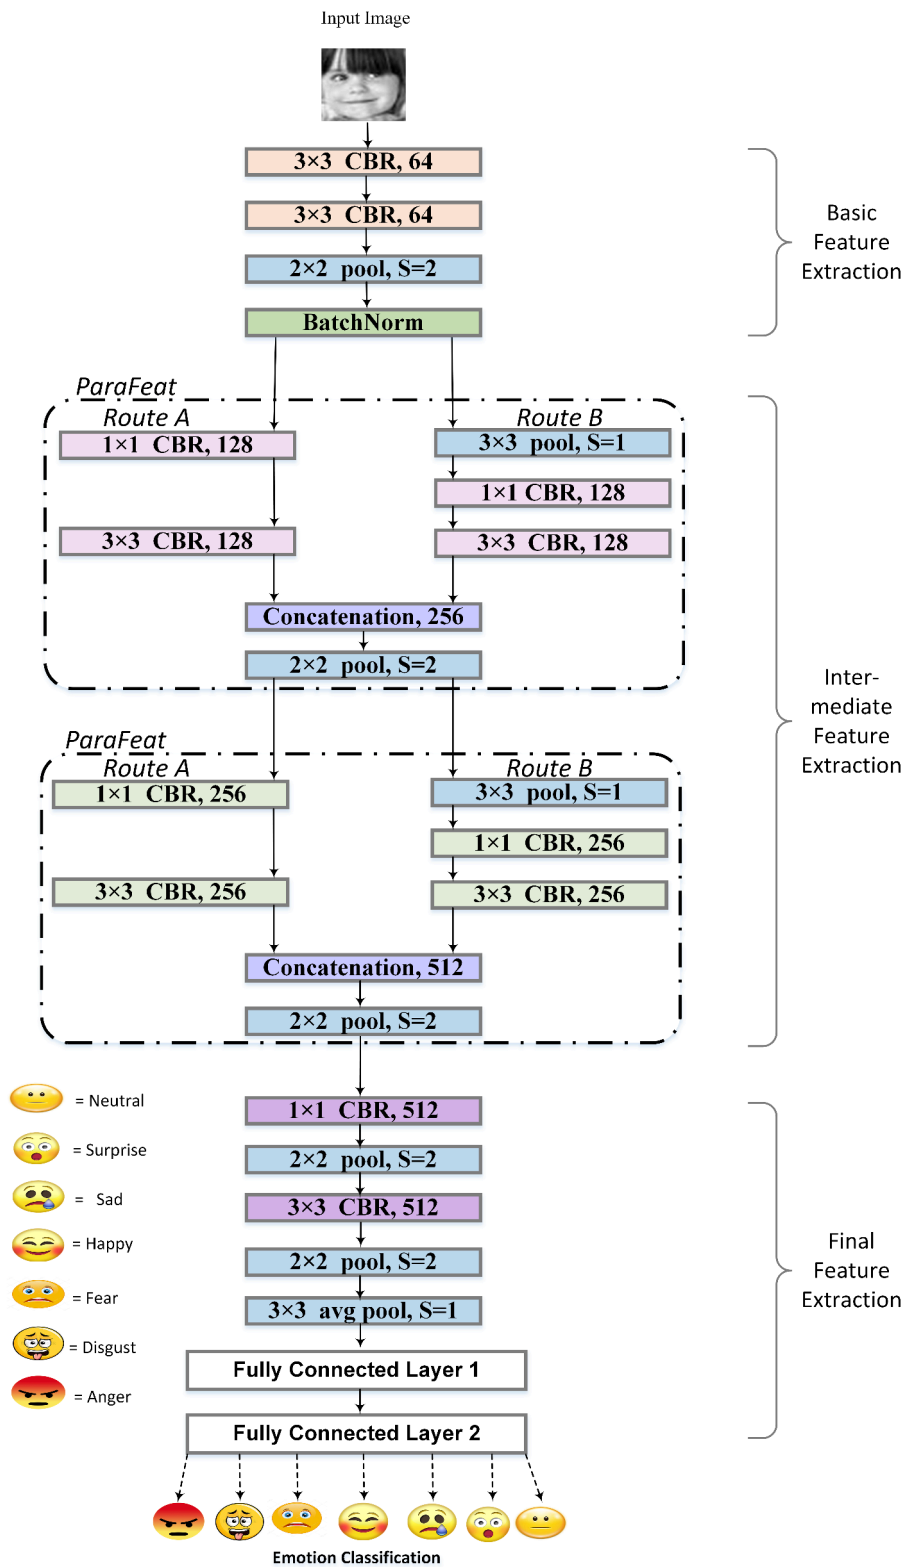 Input Image
3×3 CBR, 64
3×3 CBR, 64
2×2 pool, S=2
BatchNorm
Basic
Feature
Extraction
ParaFeat
Route A
Route B
1×1 CBR, 128
3×3 pool, S=1
1×1 CBR, 128
3×3 CBR, 128
3×3 CBR, 128
Concatenation, 256
2×2 pool, S=2
Inter-
mediate
Feature
Extraction
ParaFeat
Route A
Route B
1×1 CBR, 256
3×3 pool, S=1
1×1 CBR, 256
3×3 CBR, 256
3×3 CBR, 256
Concatenation, 512
2×2 pool, S=2
= Neutral
= Surprise
= Sad
= Happy
= Fear
= Disgust
= Anger
1×1 CBR, 512
2×2 pool, S=2
3×3 CBR, 512
2×2 pool, S=2
3×3 avg pool, S=1
Fully Connected Layer 1
Fully Connected Layer 2
Final
Feature
Extraction
Emotion Classification